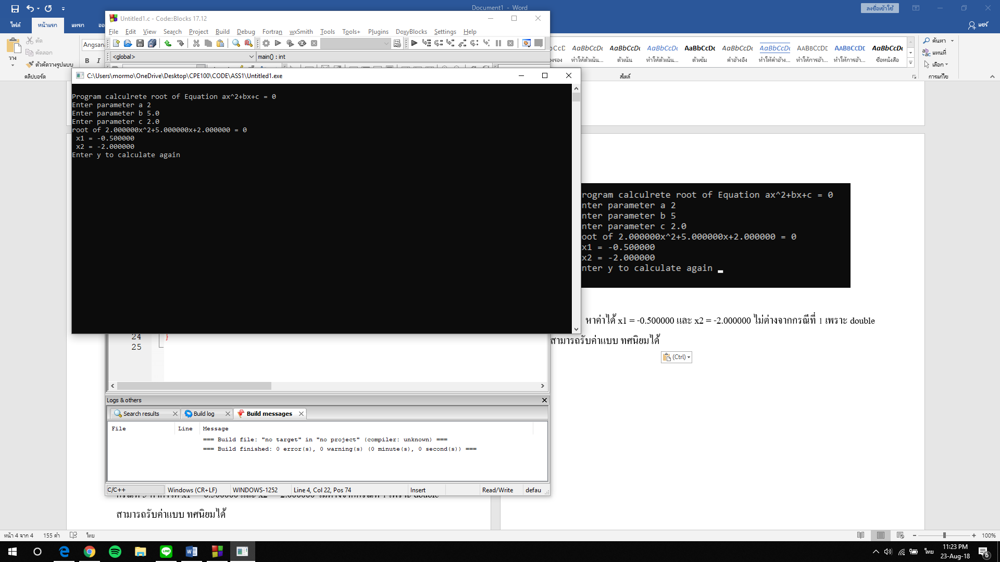 Document1 - Word
ลงชื่อเข้าใช้
ไฟล์
หน้าแรก
แทรก
แชร์
วาง
ตัด
คัดลอก
ตัวคัดวางรูปแบบ
คลิปบอร์ด
B I
AaBbCcDc
ทำให้ตัวเน้น...
AaBbCcDc
ตัวเน้น
AaBbCcDc
ทำให้ตัวเน้น...
AaBbCcDc
ตัวเข้ม
AaBbCcDc
คำอ้างอิง
AaBbCcDc
ทำให้คำอ้าง...
AABBCCDE
ทำให้การอ้า...
AABBCCDE
ทำให้การอ้า...
AaBbCcDc
ชื่อหนังสือ
สไตล์
ค้นหา
แทนที่
เลือก
การแก้ไข
Untitled1.c - Code::Blocks 17.12
File Edit View Search Project Build Debug Fortran wxSmith Tools Tools+ Plugins DoxyBlocks Settings Help
<global>
main() : int
C:\Users\mormo\OneDrive\Desktop\CPE100\CODE\ASS1\Untitled1.exe
Program calculrete root of Equation ax^2+bx+c = 0
Enter parameter a 2
Enter parameter b 5.0
Enter parameter c 2.0
root of 2.000000x^2+5.000000x+2.000000 = 0
x1 = -0.500000
x2 = -2.000000
Enter y to calculate again
rogram calculrete root of Equation ax^2+bx+c = 0
nter parameter a 2
nter parameter b 5
nter parameter c 2.0
oot of 2.000000x^2+5.000000x+2.000000 = 0
x1 = -0.500000
x2 = -2.000000
nter y to calculate again
หาค่าได้ x1 = -0.500000 และ x2 = -2.000000 ไม่ต่างจากกรณีที่ 1 เพราะ double
สามารถรับค่าแบบ ทศนิยมได้
(Ctrl)
24 }
25
Logs & others
Search results
Build log
Build messages
File Line Message
=== Build file: "no target" in "no project" (compiler: unknown) ===
=== Build finished: 0 error(s), 0 warning(s) (0 minute(s), 0 second(s)) ===
C/C++
Windows (CR+LF)
WINDOWS-1252
Line 4, Col 22, Pos 74
Insert
Read/Write
defau
สามารถรับค่าแบบ ทศนิยมได้
หน้า 4 จาก 4
155 คำ
ไทย
100%
ไทย
11:23 PM
23-Aug-18
6